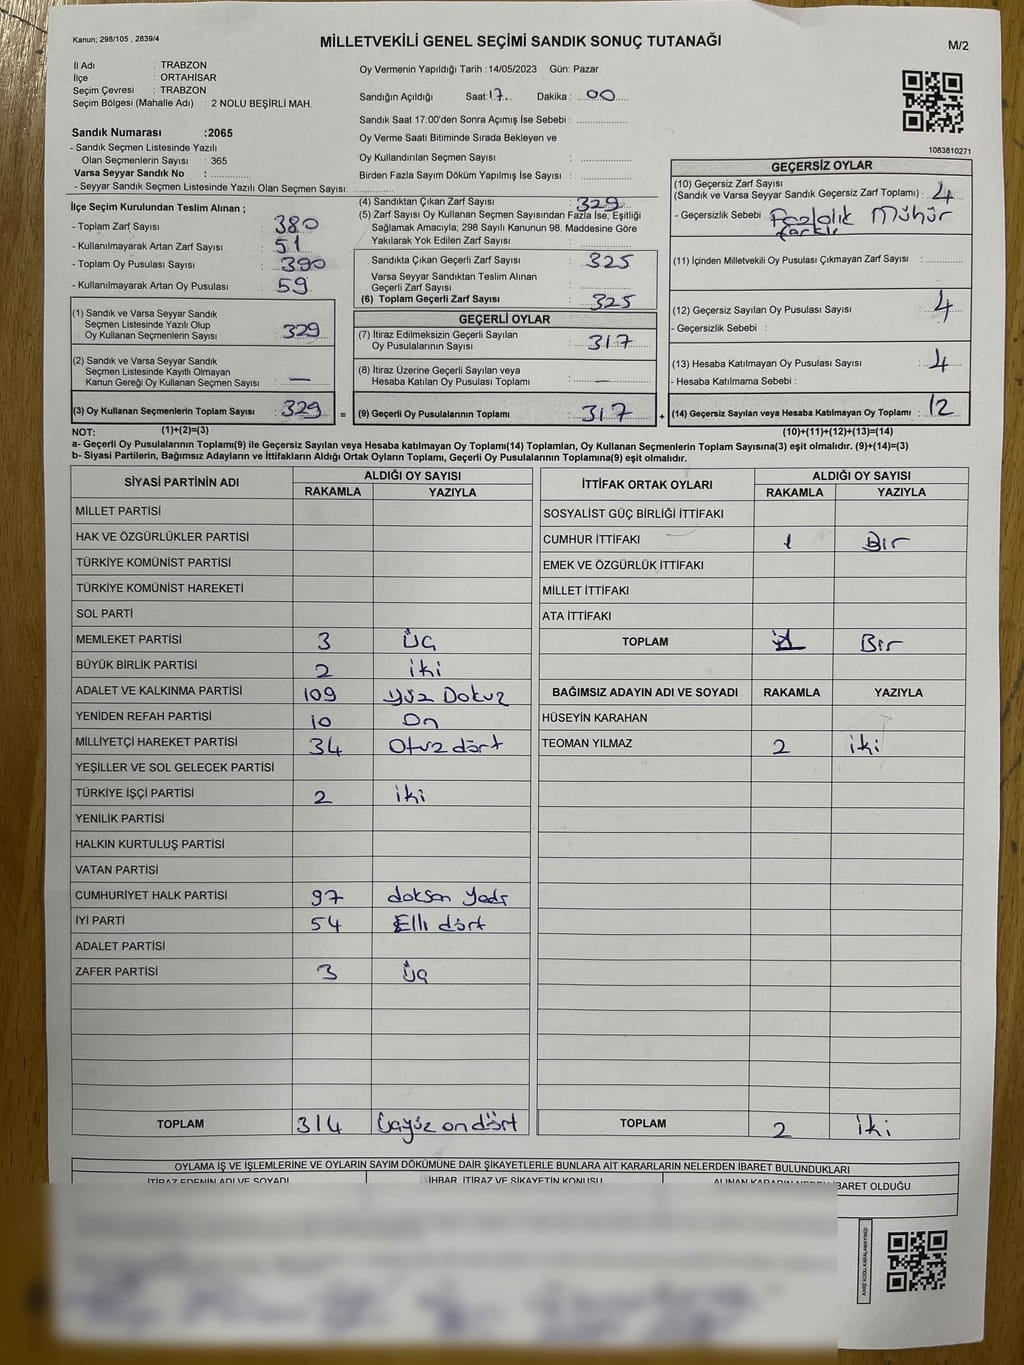 Kanun; 298/105 , 2839/4
MİLLETVEKİLİ GENEL SEÇİMİ SANDIK SONUÇ TUTANAĞI
M/2
İl Adı : TRABZON
İlçe : ORTAHİSAR
Seçim Çevresi : TRABZON
Seçim Bölgesi (Mahalle Adı) : 2 NOLU BEŞİRLİ MAH.
Sandık Numarası :2065
- Sandık Seçmen Listesinde Yazılı
Olan Seçmenlerin Sayısı : 365
Varsa Seyyar Sandık No :
- Seyyar Sandık Seçmen Listesinde Yazılı Olan Seçmen Sayısı:
Oy Vermenin Yapıldığı Tarih :14/05/2023 Gün: Pazar
Sandığın Açıldığı Saat:17 Dakika : 00
Sandık Saat 17:00'den Sonra Açımış İse Sebebi :
Oy Verme Saati Bitiminde Sırada Bekleyen ve
Oy Kullandırılan Seçmen Sayısı :
Birden Fazla Sayım Döküm Yapılmış İse Sayısı :
1083810271
İlçe Seçim Kurulundan Teslim Alınan ;
- Toplam Zarf Sayısı : 380
- Kullanılmayarak Artan Zarf Sayısı : 51
- Toplam Oy Pusulası Sayısı : 390
- Kullanılmayarak Artan Oy Pusulası : 59
(1) Sandık ve Varsa Seyyar Sandık
Seçmen Listesinde Yazılı Olup
Oy Kullanan Seçmenlerin Sayısı : 329
(2) Sandık ve Varsa Seyyar Sandık
Seçmen Listesinde Kayıtlı Olmayan
Kanun Gereği Oy Kullanan Seçmen Sayısı : —
(3) Oy Kullanan Seçmenlerin Toplam Sayısı : 329 =
(1)+(2)=(3)
(4) Sandıktan Çıkan Zarf Sayısı : 329
(5) Zarf Sayısı Oy Kullanan Seçmen Sayısından Fazla İse, Eşitliği
Sağlamak Amacıyla; 298 Sayılı Kanunun 98. Maddesine Göre
Yakılarak Yok Edilen Zarf Sayısı :
Sandıkta Çıkan Geçerli Zarf Sayısı : 325
Varsa Seyyar Sandıktan Teslim Alınan
Geçerli Zarf Sayısı :
(6) Toplam Geçerli Zarf Sayısı : 325
GEÇERLİ OYLAR
(7) İtiraz Edilmeksizin Geçerli Sayılan
Oy Pusulalarının Sayısı : 317
(8) İtiraz Üzerine Geçerli Sayılan veya
Hesaba Katılan Oy Pusulası Toplamı : —
(9) Geçerli Oy Pusulalarının Toplamı : 317 +
GEÇERSİZ OYLAR
(10) Geçersiz Zarf Sayısı
(Sandık ve Varsa Seyyar Sandık Geçersiz Zarf Toplamı) : 4
- Geçersizlik Sebebi : Fazlalık Mühür
(11) İçinden Milletvekili Oy Pusulası Çıkmayan Zarf Sayısı :
(12) Geçersiz Sayılan Oy Pusulası Sayısı : 4
- Geçersizlik Sebebi :
(13) Hesaba Katılmayan Oy Pusulası Sayısı : 4
- Hesaba Katılmama Sebebi :
(14) Geçersiz Sayılan veya Hesaba Katılmayan Oy Toplamı : 12
(10)+(11)+(12)+(13)=(14)
NOT:
a- Geçerli Oy Pusulalarının Toplamı(9) ile Geçersiz Sayılan veya Hesaba katılmayan Oy Toplamı(14) Toplamları, Oy Kullanan Seçmenlerin Toplam Sayısına(3) eşit olmalıdır. (9)+(14)=(3)
b- Siyasi Partilerin, Bağımsız Adayların ve İttifakların Aldığı Ortak Oyların Toplamı, Geçerli Oy Pusulalarının Toplamına(9) eşit olmalıdır.
SİYASİ PARTİNİN ADI ALDIĞI OY SAYISI
RAKAMLA YAZIYLA
MİLLET PARTİSİ
HAK VE ÖZGÜRLÜKLER PARTİSİ
TÜRKİYE KOMÜNİST PARTİSİ
TÜRKİYE KOMÜNİST HAREKETİ
SOL PARTİ
MEMLEKET PARTİSİ 3 üç
BÜYÜK BİRLİK PARTİSİ 2 iki
ADALET VE KALKINMA PARTİSİ 109 yüz Dokuz
YENİDEN REFAH PARTİSİ 10 On
MİLLİYETÇİ HAREKET PARTİSİ 34 Otuz dört
YEŞİLLER VE SOL GELECEK PARTİSİ
TÜRKİYE İŞÇİ PARTİSİ 2 iki
YENİLİK PARTİSİ
HALKIN KURTULUŞ PARTİSİ
VATAN PARTİSİ
CUMHURİYET HALK PARTİSİ 97 doksan yedi
İYİ PARTİ 54 Elli dört
ADALET PARTİSİ
ZAFER PARTİSİ 3 üç
TOPLAM 314 üçyüz ondört
İTTİFAK ORTAK OYLARI ALDIĞI OY SAYISI
RAKAMLA YAZIYLA
SOSYALİST GÜÇ BİRLİĞİ İTTİFAKI
CUMHUR İTTİFAKI 1 Bir
EMEK VE ÖZGÜRLÜK İTTİFAKI
MİLLET İTTİFAKI
ATA İTTİFAKI
TOPLAM 1 Bir
BAĞIMSIZ ADAYIN ADI VE SOYADI RAKAMLA YAZIYLA
HÜSEYİN KARAHAN
TEOMAN YILMAZ 2 iki
TOPLAM 2 iki
OYLAMA İŞ VE İŞLEMLERİNE VE OYLARIN SAYIM DÖKÜMÜNE DAİR ŞİKAYETLERLE BUNLARA AİT KARARLARIN NELERDEN İBARET BULUNDUKLARI
İTİRAZ EDENİN ADI VE SOYADI İHBAR, İTİRAZ VE ŞİKAYETİN KONUSU ALINAN KARARIN NEDEN İBARET OLDUĞU
KARE KODU KARALAMAYINIZ!